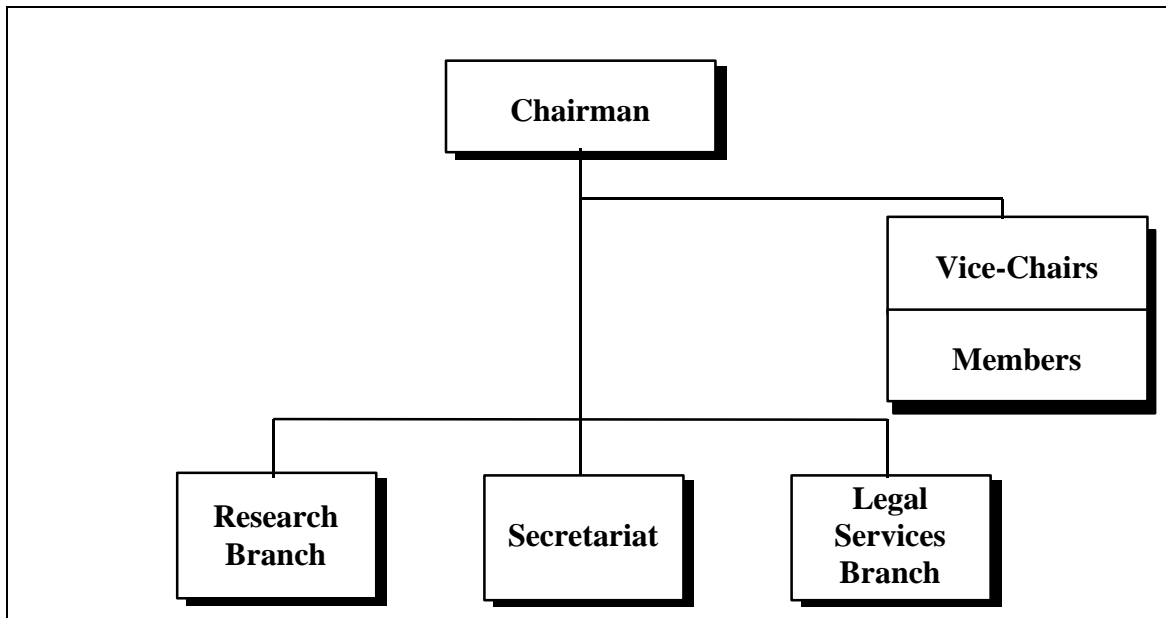 Chairman
Vice-Chairs
Members
Research
Branch
Secretariat
Legal
Services
Branch